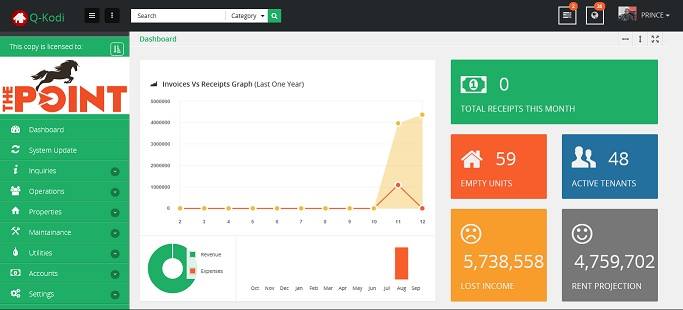 Q-Kodi
Search
Category
2
36
PRINCE
This copy is licensed to:
THE POINT
Dashboard
System Update
Inquiries
Operations
Properties
Maintainance
Utilities
Accounts
Settings
Dashboard
Invoices Vs Receipts Graph (Last One Year)
5000000
4000000
3000000
2000000
1000000
0
2 3 4 5 6 7 8 9 10 11 12
Revenue
Expenses
Oct Nov Dec Jan Feb Mar Apr May Jun Jul Aug Sep
0
TOTAL RECEIPTS THIS MONTH
59
EMPTY UNITS
48
ACTIVE TENANTS
5,738,558
LOST INCOME
4,759,702
RENT PROJECTION